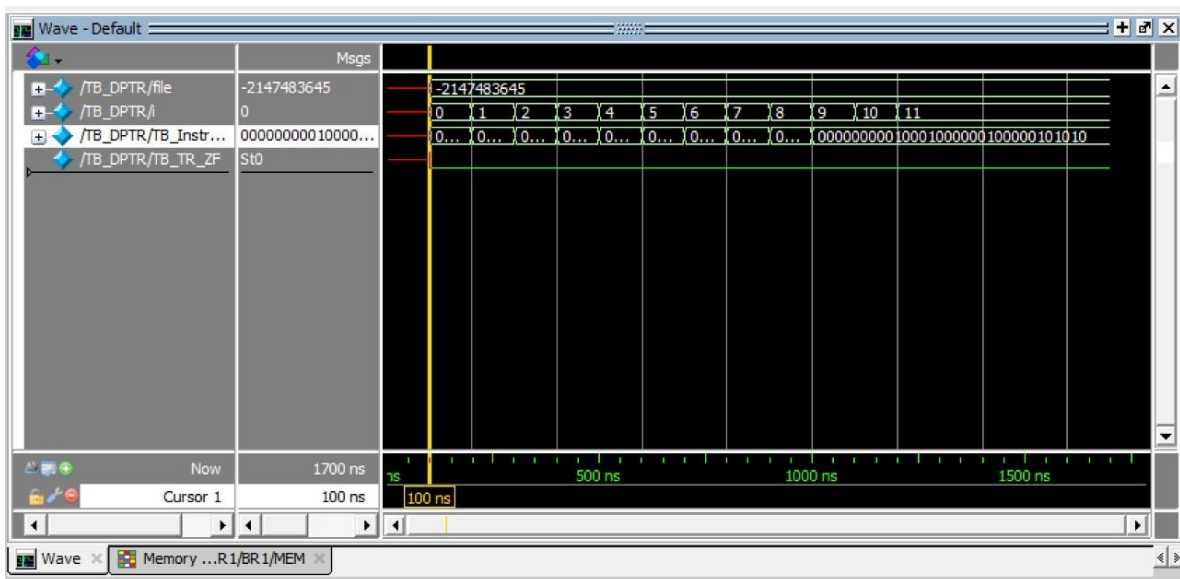 Wave - Default
Msgs
/TB_DPTR/file -2147483645 -2147483645
/TB_DPTR/i 0 0 1 2 3 4 5 6 7 8 9 10 11
/TB_DPTR/TB_Instr... 00000000010000... 0... 0... 0... 0... 0... 0... 0... 0... 0... 00000000010001000000100000101010
/TB_DPTR/TB_TR_ZF St0
Now 1700 ns ns 500 ns 1000 ns 1500 ns
Cursor 1 100 ns 100 ns
Wave Memory ...R1/BR1/MEM